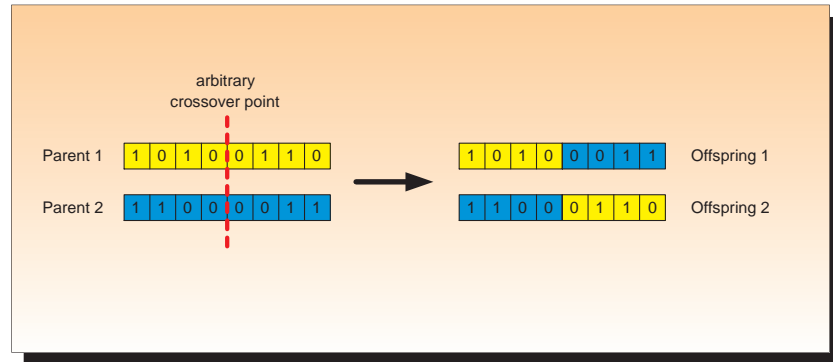 arbitrary
crossover point
Parent 1 1 0 1 0 0 1 1 0 1 0 1 0 0 0 1 1 Offspring 1
Parent 2 1 1 0 0 0 0 1 1 1 1 0 0 0 1 1 0 Offspring 2